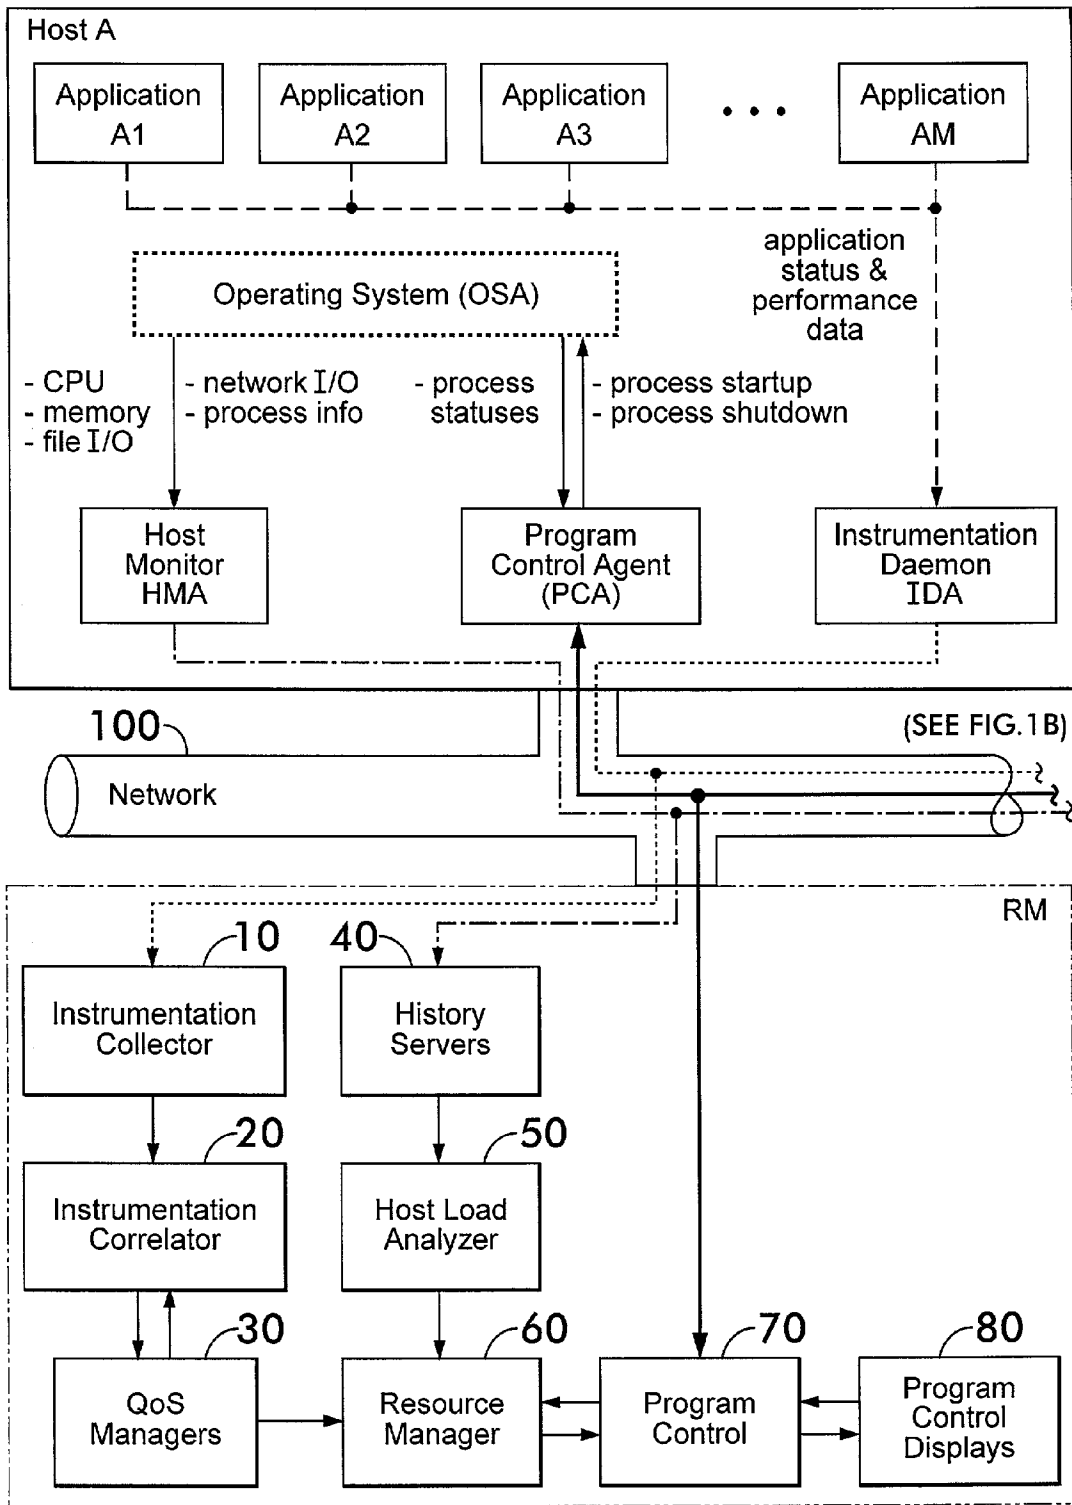 Host A
Application
A1
Application
A2
Application
A3
• • •
Application
AM
application
status &
performance
data
Operating System (OSA)
- CPU
- memory
- file I/O
- network I/O
- process info
- process
statuses
- process startup
- process shutdown
Host
Monitor
HMA
Program
Control Agent
(PCA)
Instrumentation
Daemon
IDA
100
(SEE FIG.1B)
Network
RM
10
Instrumentation
Collector
40
History
Servers
20
Instrumentation
Correlator
50
Host Load
Analyzer
30
QoS
Managers
60
Resource
Manager
70
Program
Control
80
Program
Control
Displays